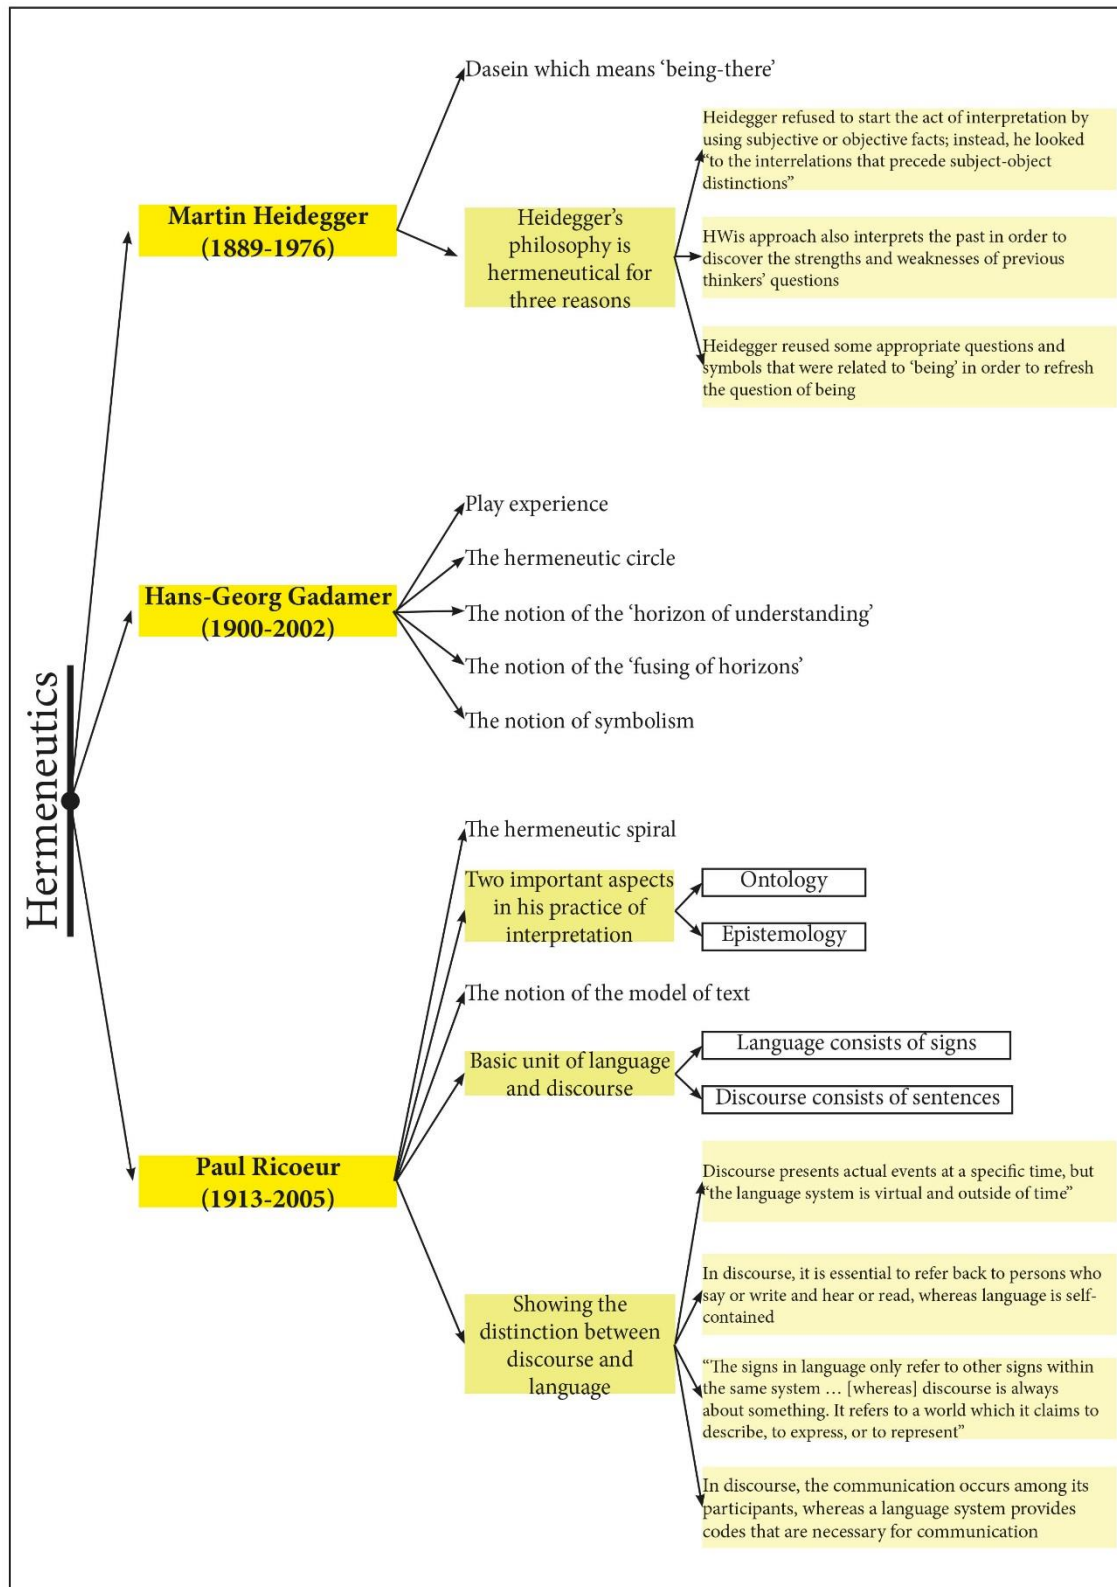 Hermeneutics
Martin Heidegger
(1889-1976)
Dasein which means ‘being-there’
Heidegger’s
philosophy is
hermeneutical for
three reasons
Heidegger refused to start the act of interpretation by
using subjective or objective facts; instead, he looked
“to the interrelations that precede subject-object
distinctions”
HWis approach also interprets the past in order to
discover the strengths and weaknesses of previous
thinkers’ questions
Heidegger reused some appropriate questions and
symbols that were related to ‘being’ in order to refresh
the question of being
Hans-Georg Gadamer
(1900-2002)
Play experience
The hermeneutic circle
The notion of the ‘horizon of understanding’
The notion of the ‘fusing of horizons’
The notion of symbolism
Paul Ricoeur
(1913-2005)
The hermeneutic spiral
Two important aspects
in his practice of
interpretation
Ontology
Epistemology
The notion of the model of text
Basic unit of language
and discourse
Language consists of signs
Discourse consists of sentences
Showing the
distinction between
discourse and
language
Discourse presents actual events at a specific time, but
“the language system is virtual and outside of time”
In discourse, it is essential to refer back to persons who
say or write and hear or read, whereas language is self-
contained
“The signs in language only refer to other signs within
the same system … [whereas] discourse is always
about something. It refers to a world which it claims to
describe, to express, or to represent”
In discourse, the communication occurs among its
participants, whereas a language system provides
codes that are necessary for communication